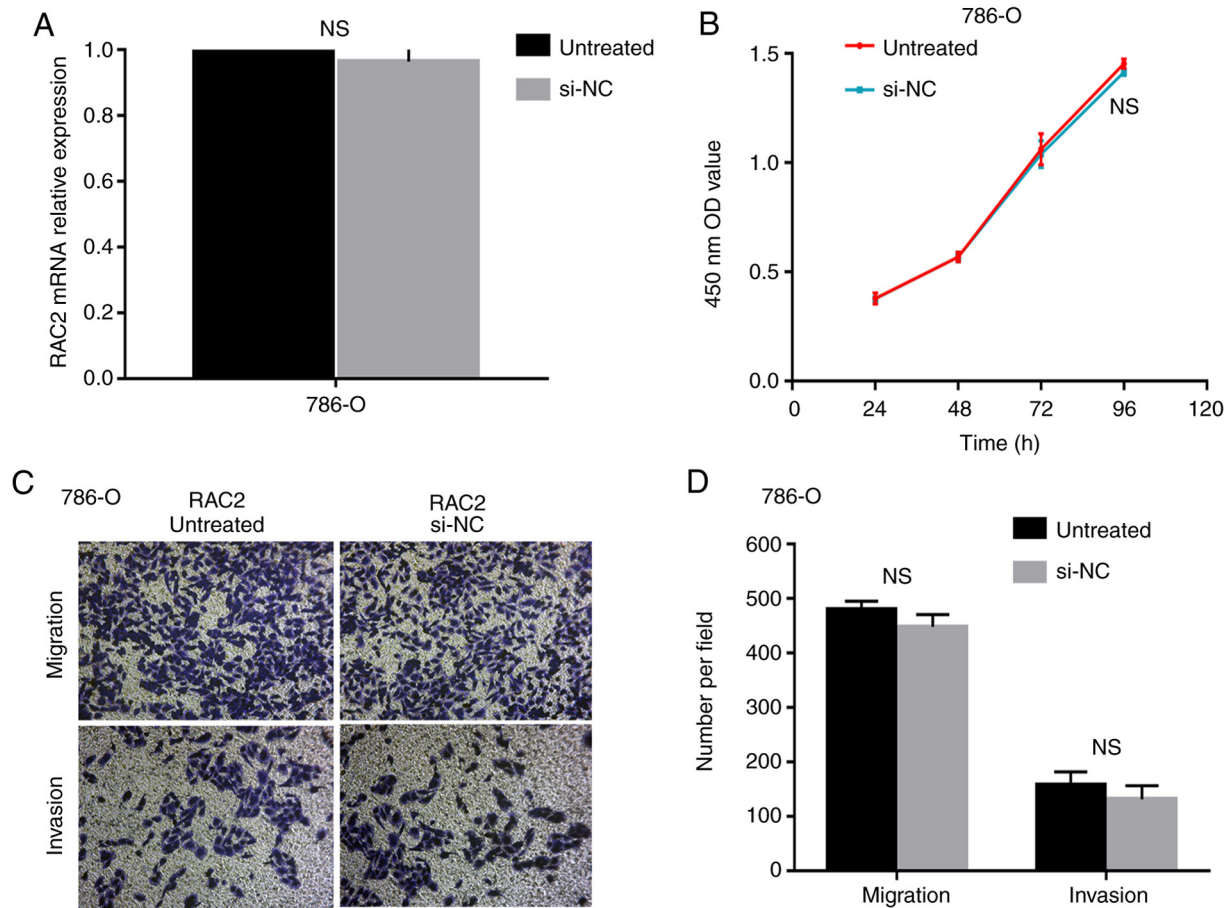 A
NS
Untreated
si-NC
RAC2 mRNA relative expression
1.0
0.8
0.6
0.4
0.2
0.0
786-O
B
786-O
Untreated
si-NC
NS
450 nm OD value
1.5
1.0
0.5
0.0
0 24 48 72 96 120
Time (h)
C
786-O
RAC2
Untreated
RAC2
si-NC
Migration
Invasion
D
786-O
Untreated
si-NC
Number per field
600
500
400
300
200
100
0
NS
NS
Migration Invasion